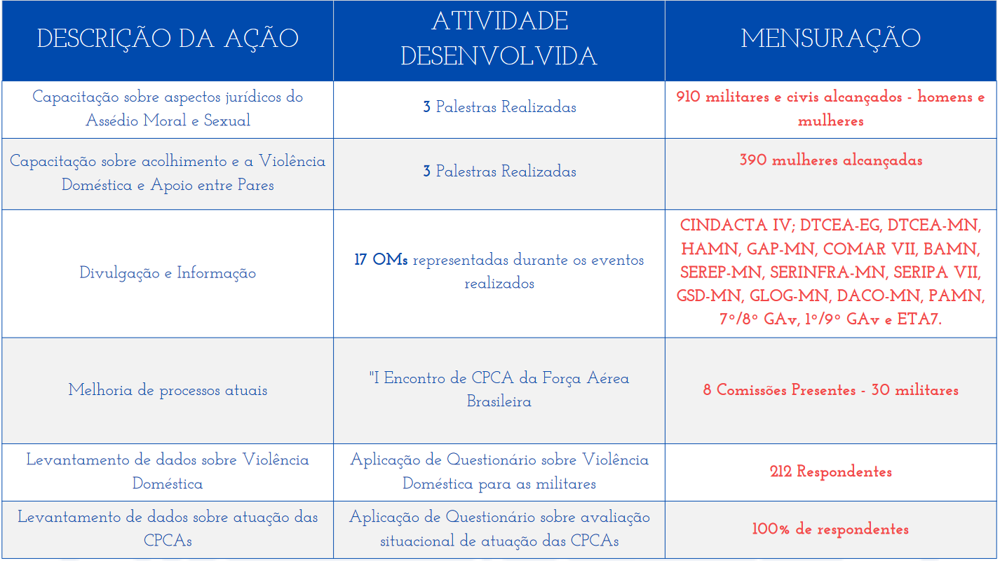 DESCRIÇÃO DA AÇÃO
ATIVIDADE
DESENVOLVIDA
MENSURAÇÃO
Capacitação sobre aspectos jurídicos do
Assédio Moral e Sexual
3 Palestras Realizadas
910 militares e civis alcançados - homens e
mulheres
Capacitação sobre acolhimento e a Violência
Doméstica e Apoio entre Pares
3 Palestras Realizadas
390 mulheres alcançadas
Divulgação e Informação
17 OMs representadas durante os eventos
realizados
CINDACTA IV; DTCEA-EG, DTCEA-MN,
HAMN, GAP-MN, COMAR VII, BAMN,
SEREP-MN, SERINFRA-MN, SERIPA VII,
GSD-MN, GLOG-MN, DACO-MN, PAMN,
7º/8º GAv, 1º/9º GAv e ETA7.
Melhoria de processos atuais
"I Encontro de CPCA da Força Aérea
Brasileira
8 Comissões Presentes - 30 militares
Levantamento de dados sobre Violência
Doméstica
Aplicação de Questionário sobre Violência
Doméstica para as militares
212 Respondentes
Levantamento de dados sobre atuação das
CPCAs
Aplicação de Questionário sobre avaliação
situacional de atuação das CPCAs
100% de respondentes